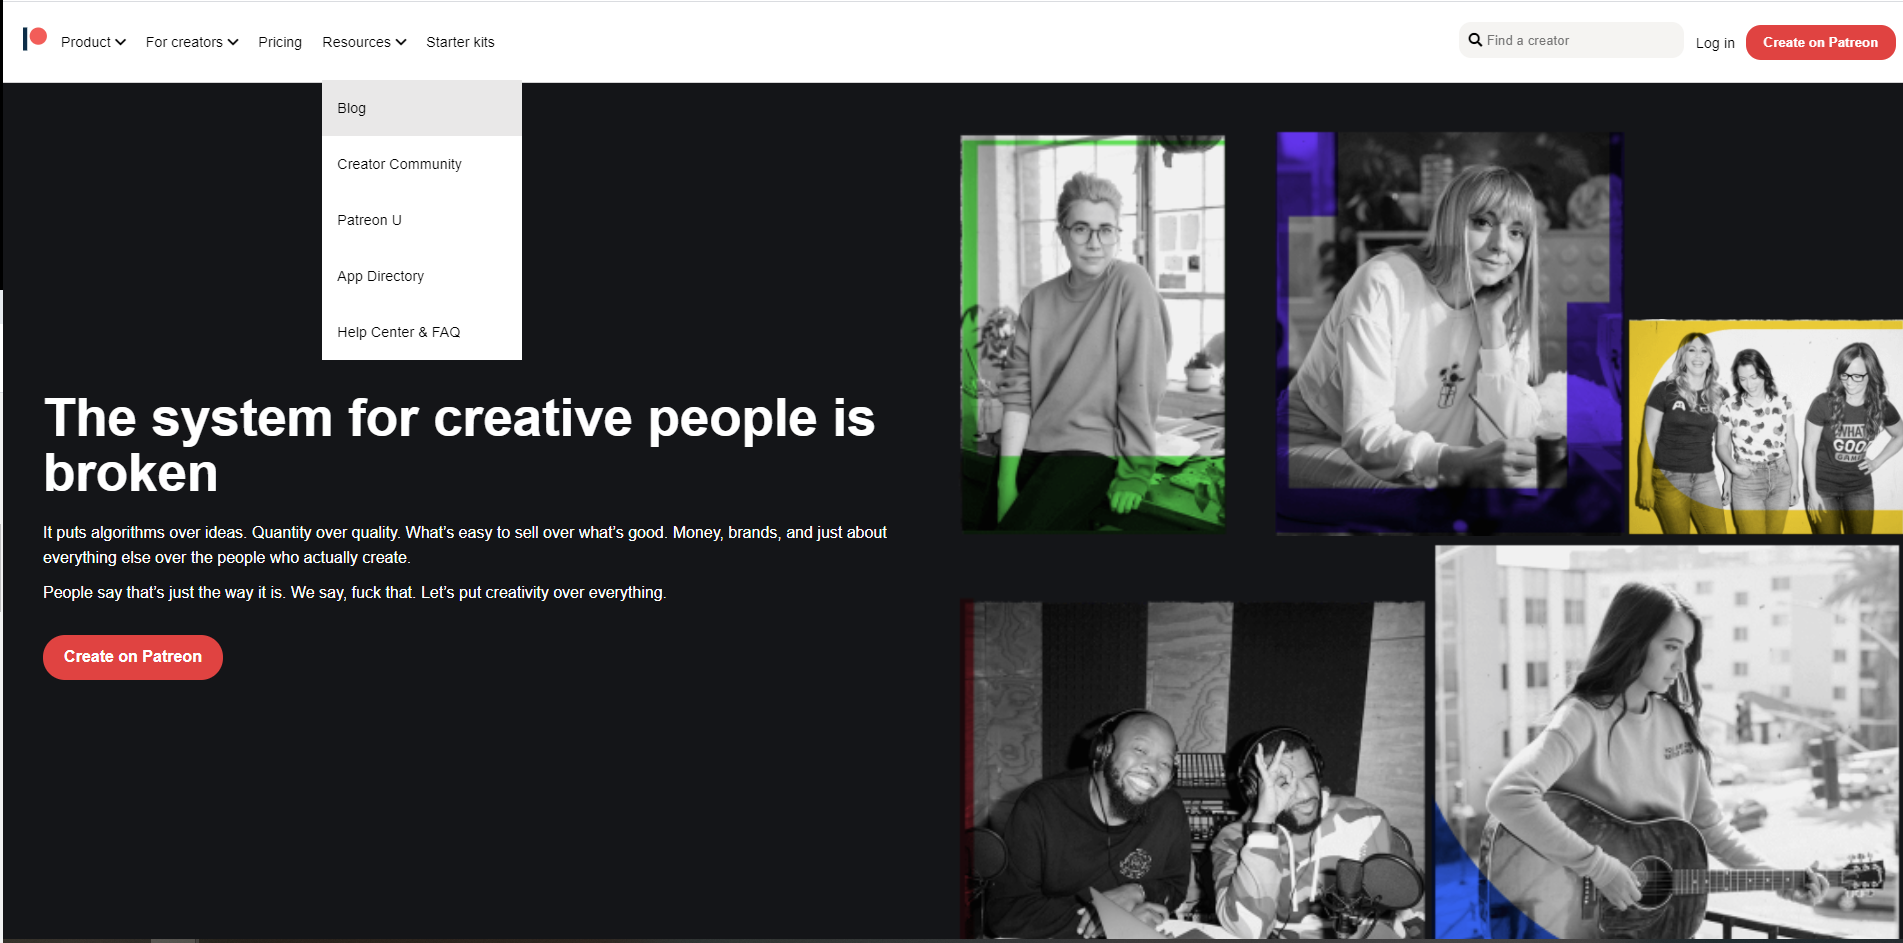 Product
For creators
Pricing
Resources
Starter kits
Find a creator
Log in
Create on Patreon
Blog
Creator Community
Patreon U
App Directory
Help Center & FAQ
The system for creative people is
broken
It puts algorithms over ideas. Quantity over quality. What’s easy to sell over what’s good. Money, brands, and just about
everything else over the people who actually create.
People say that’s just the way it is. We say, fuck that. Let’s put creativity over everything.
Create on Patreon
WHAT
GOOD
GAMES